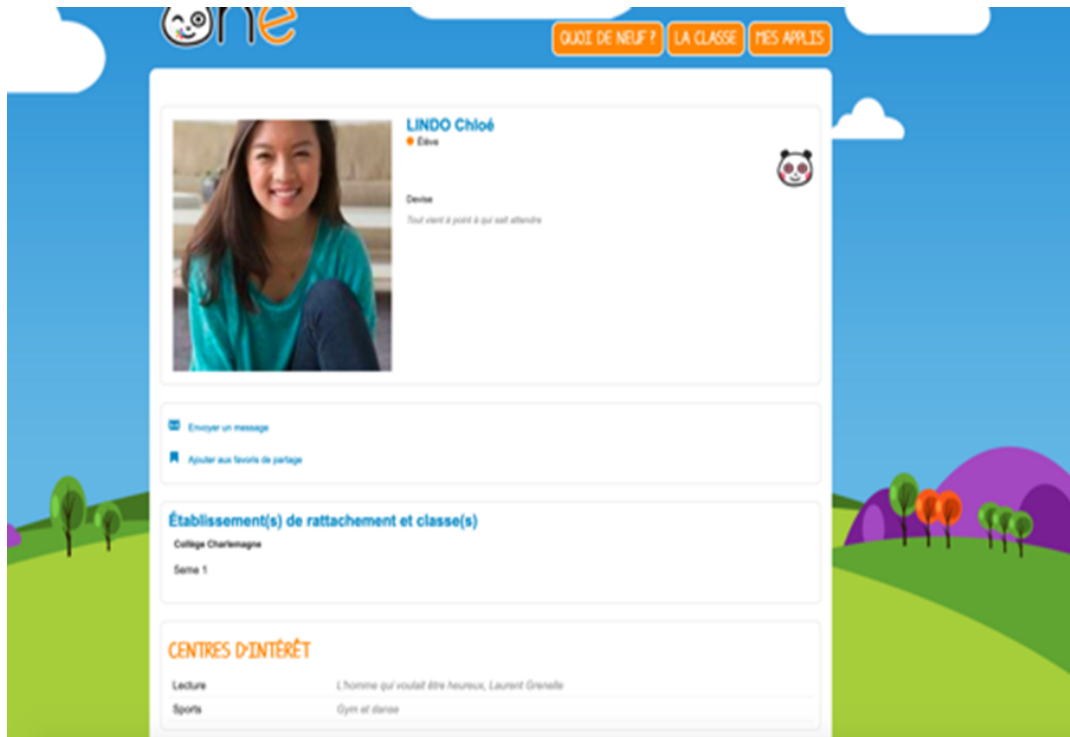 One
QUOI DE NEUF ? LA CLASSE MES APPLIS
LINDO Chloé
Élève
Devise
Tout vient à point à qui sait attendre
Envoyer un message
Ajouter aux favoris de partage
Établissement(s) de rattachement et classe(s)
Collège Charlemagne
5eme 1
CENTRES D'INTÉRÊT
Lecture L'homme qui voulait être heureux, Laurent Grenelle
Sports Gym et danse